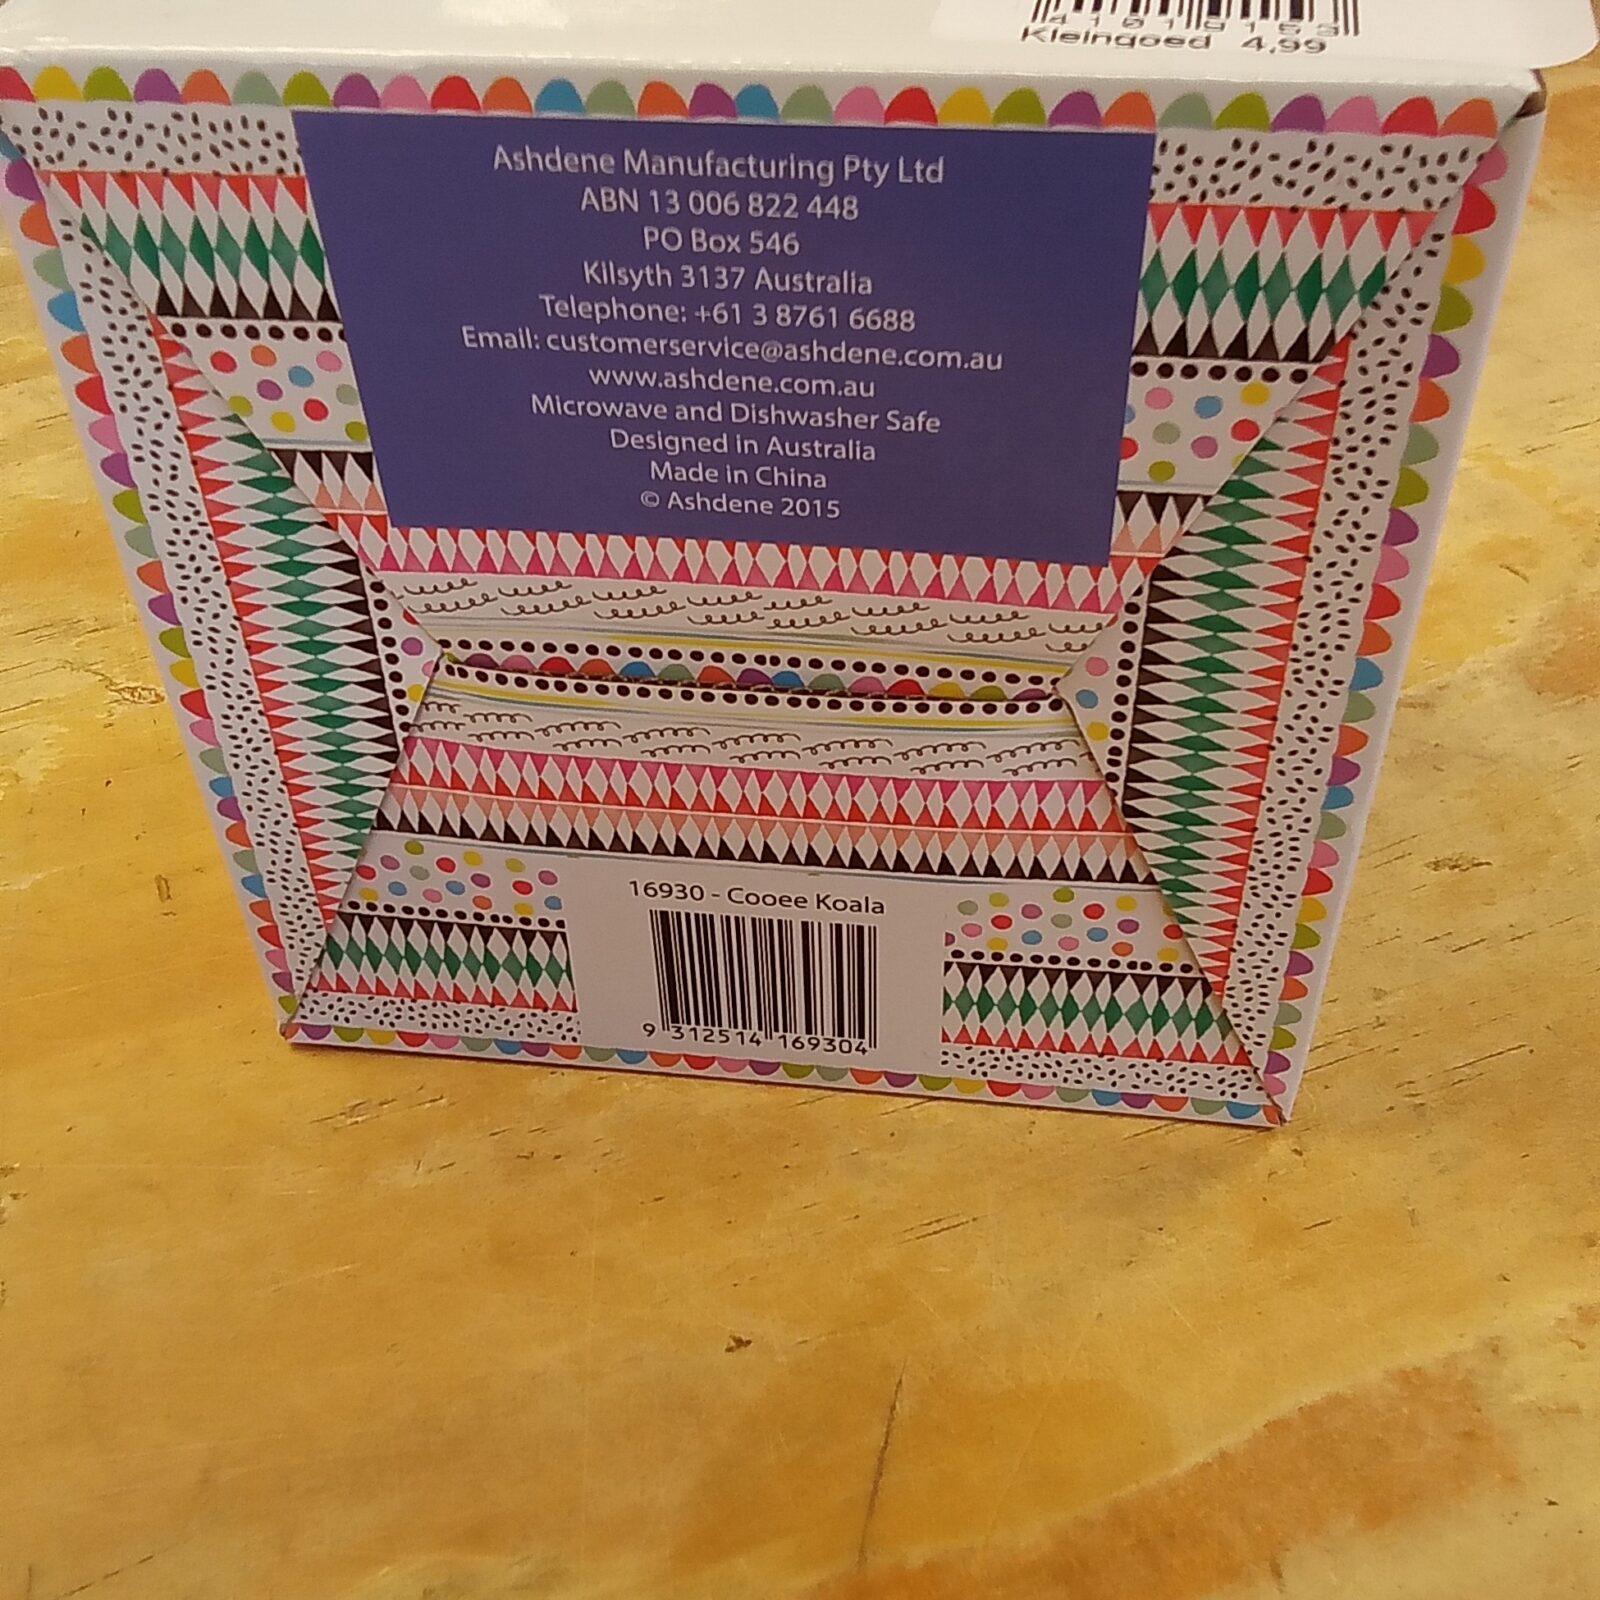 41019153
Kleingoed 4,99
Ashdene Manufacturing Pty Ltd
ABN 13 006 822 448
PO Box 546
Kilsyth 3137 Australia
Telephone: +61 3 8761 6688
Email: customerservice@ashdene.com.au
www.ashdene.com.au
Microwave and Dishwasher Safe
Designed in Australia
Made in China
© Ashdene 2015
16930 - Cooee Koala
9 312514 169304